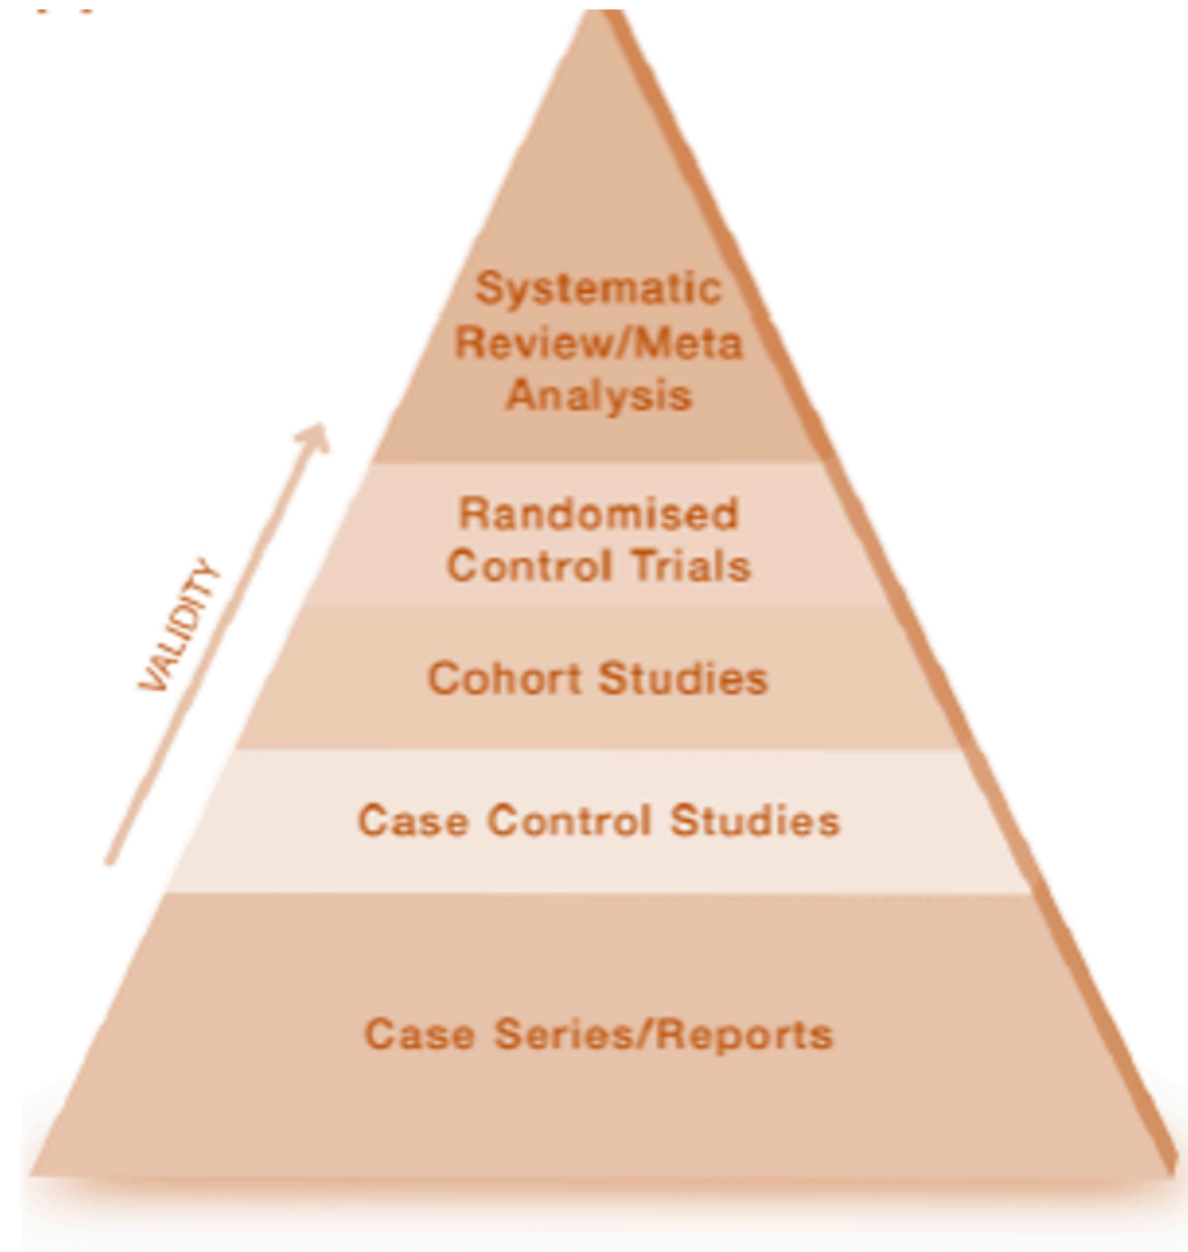 Systematic
Review/Meta
Analysis
Randomised
Control Trials
VALIDITY
Cohort Studies
Case Control Studies
Case Series/Reports